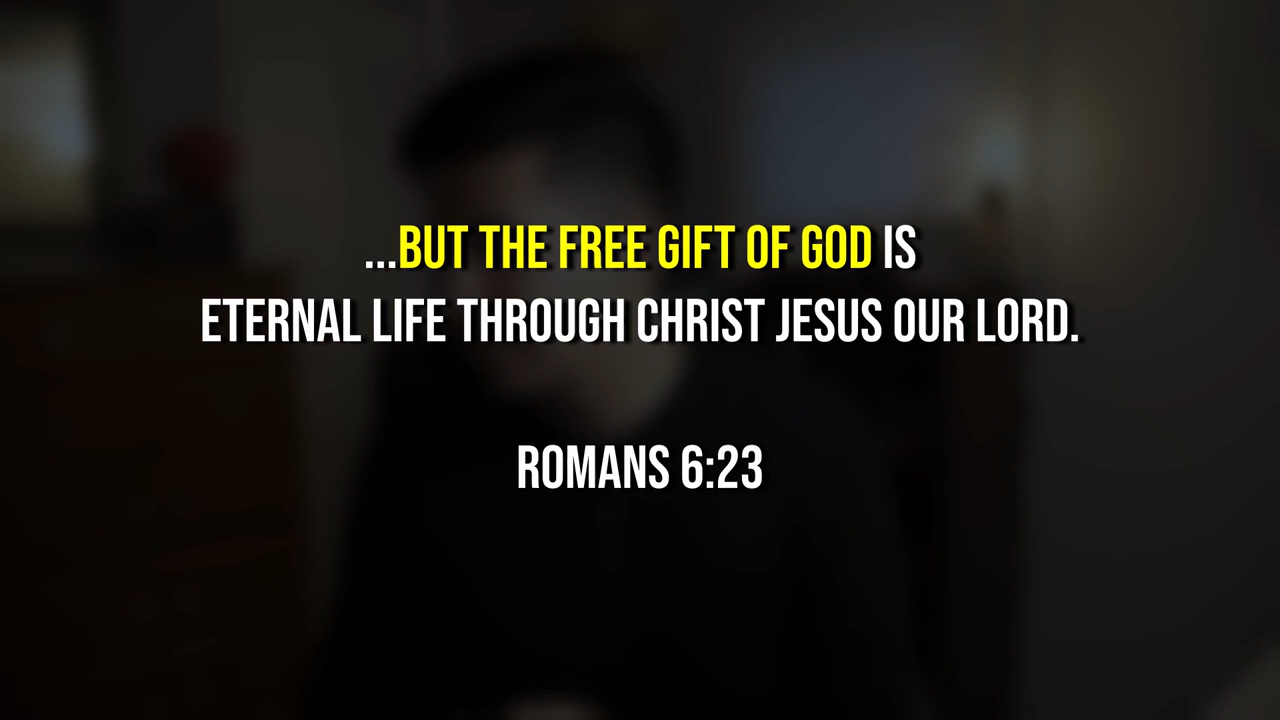 ...BUT THE FREE GIFT OF GOD IS
ETERNAL LIFE THROUGH CHRIST JESUS OUR LORD.
ROMANS 6:23